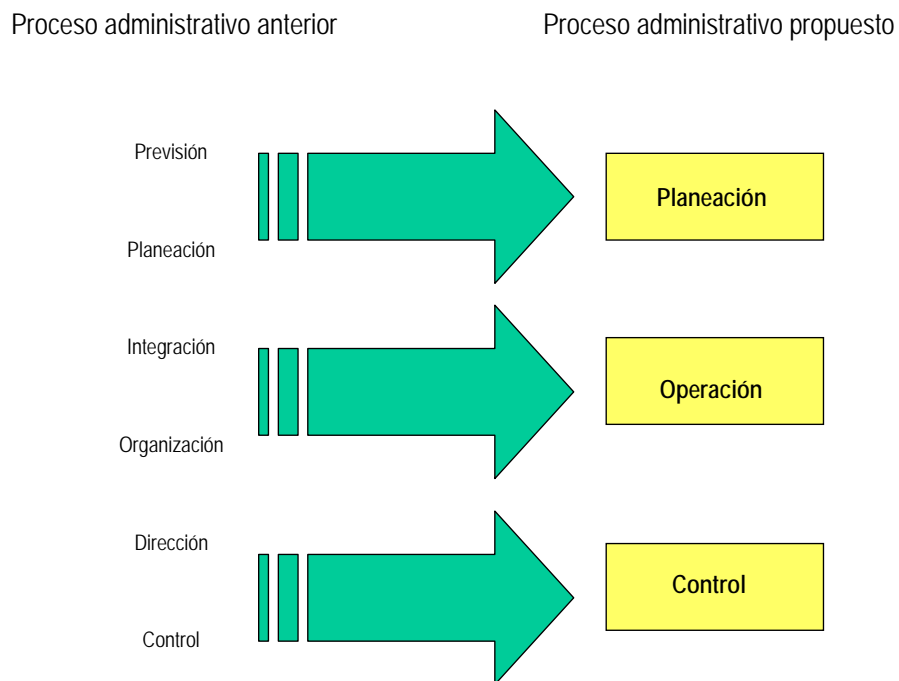 Proceso administrativo anterior
Proceso administrativo propuesto
Previsión
Planeación
Planeación
Integración
Organización
Operación
Dirección
Control
Control